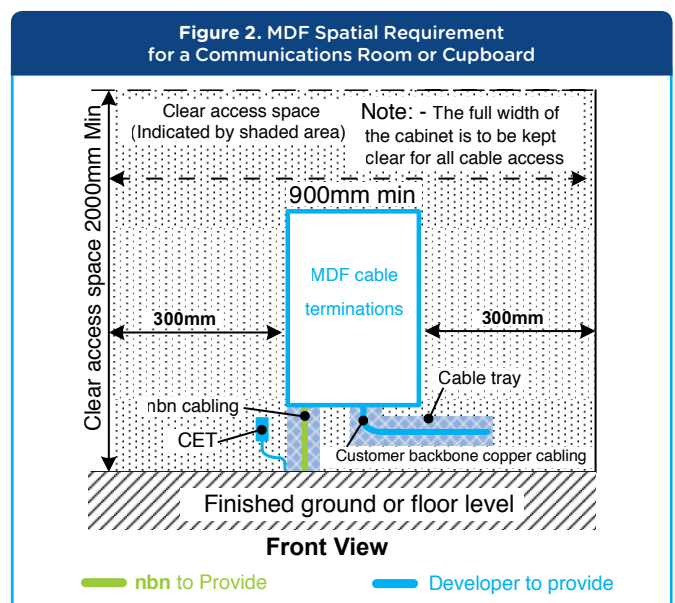 Figure 2. MDF Spatial Requirement
for a Communications Room or Cupboard
Clear access space 2000mm Min
Clear access space
(Indicated by shaded area)
Note: - The full width of
the cabinet is to be kept
clear for all cable access
900mm min
MDF cable
terminations
300mm
300mm
nbn cabling
Cable tray
CET
Customer backbone copper cabling
Finished ground or floor level
Front View
nbn to Provide
Developer to provide